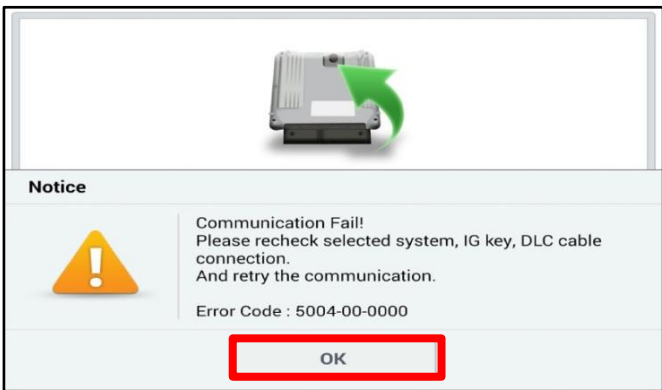 Notice
Communication Fail!
Please recheck selected system, IG key, DLC cable
connection.
And retry the communication.
Error Code : 5004-00-0000
OK